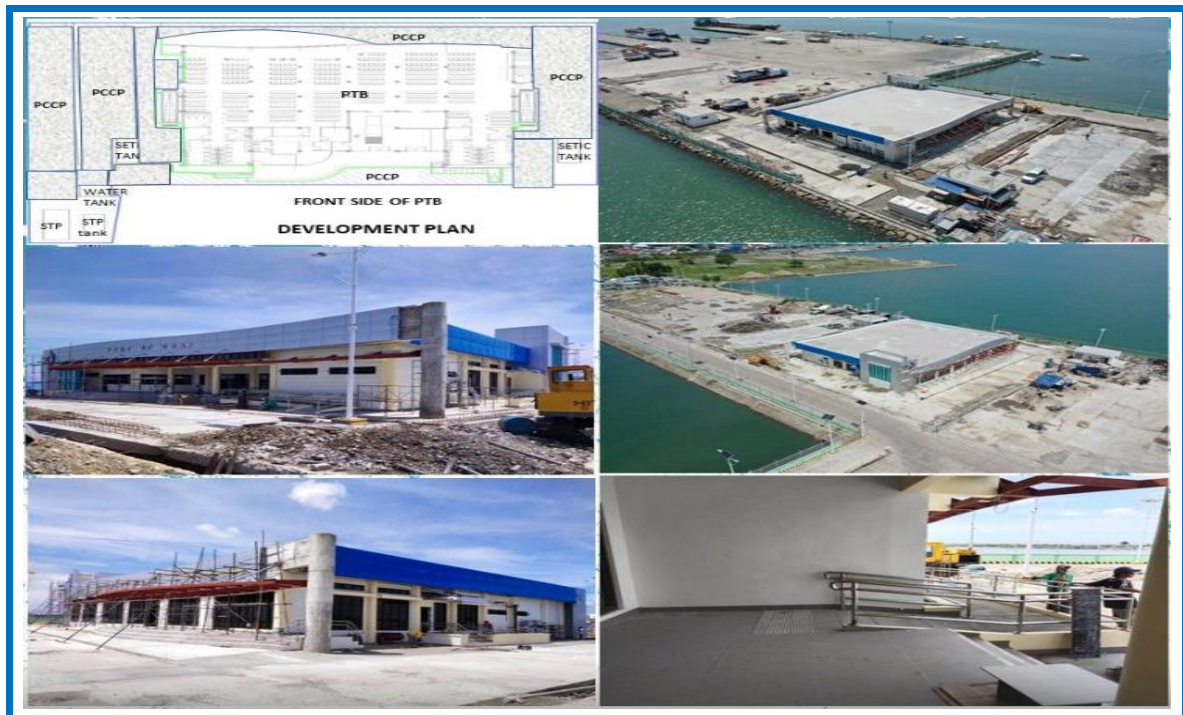 PCCP
PCCP
PCCP
PCCP
PTB
SETI
TAN
SETIC
TANK
PCCP
WATER
TANK
STP
STP
tank
FRONT SIDE OF PTB
DEVELOPMENT PLAN